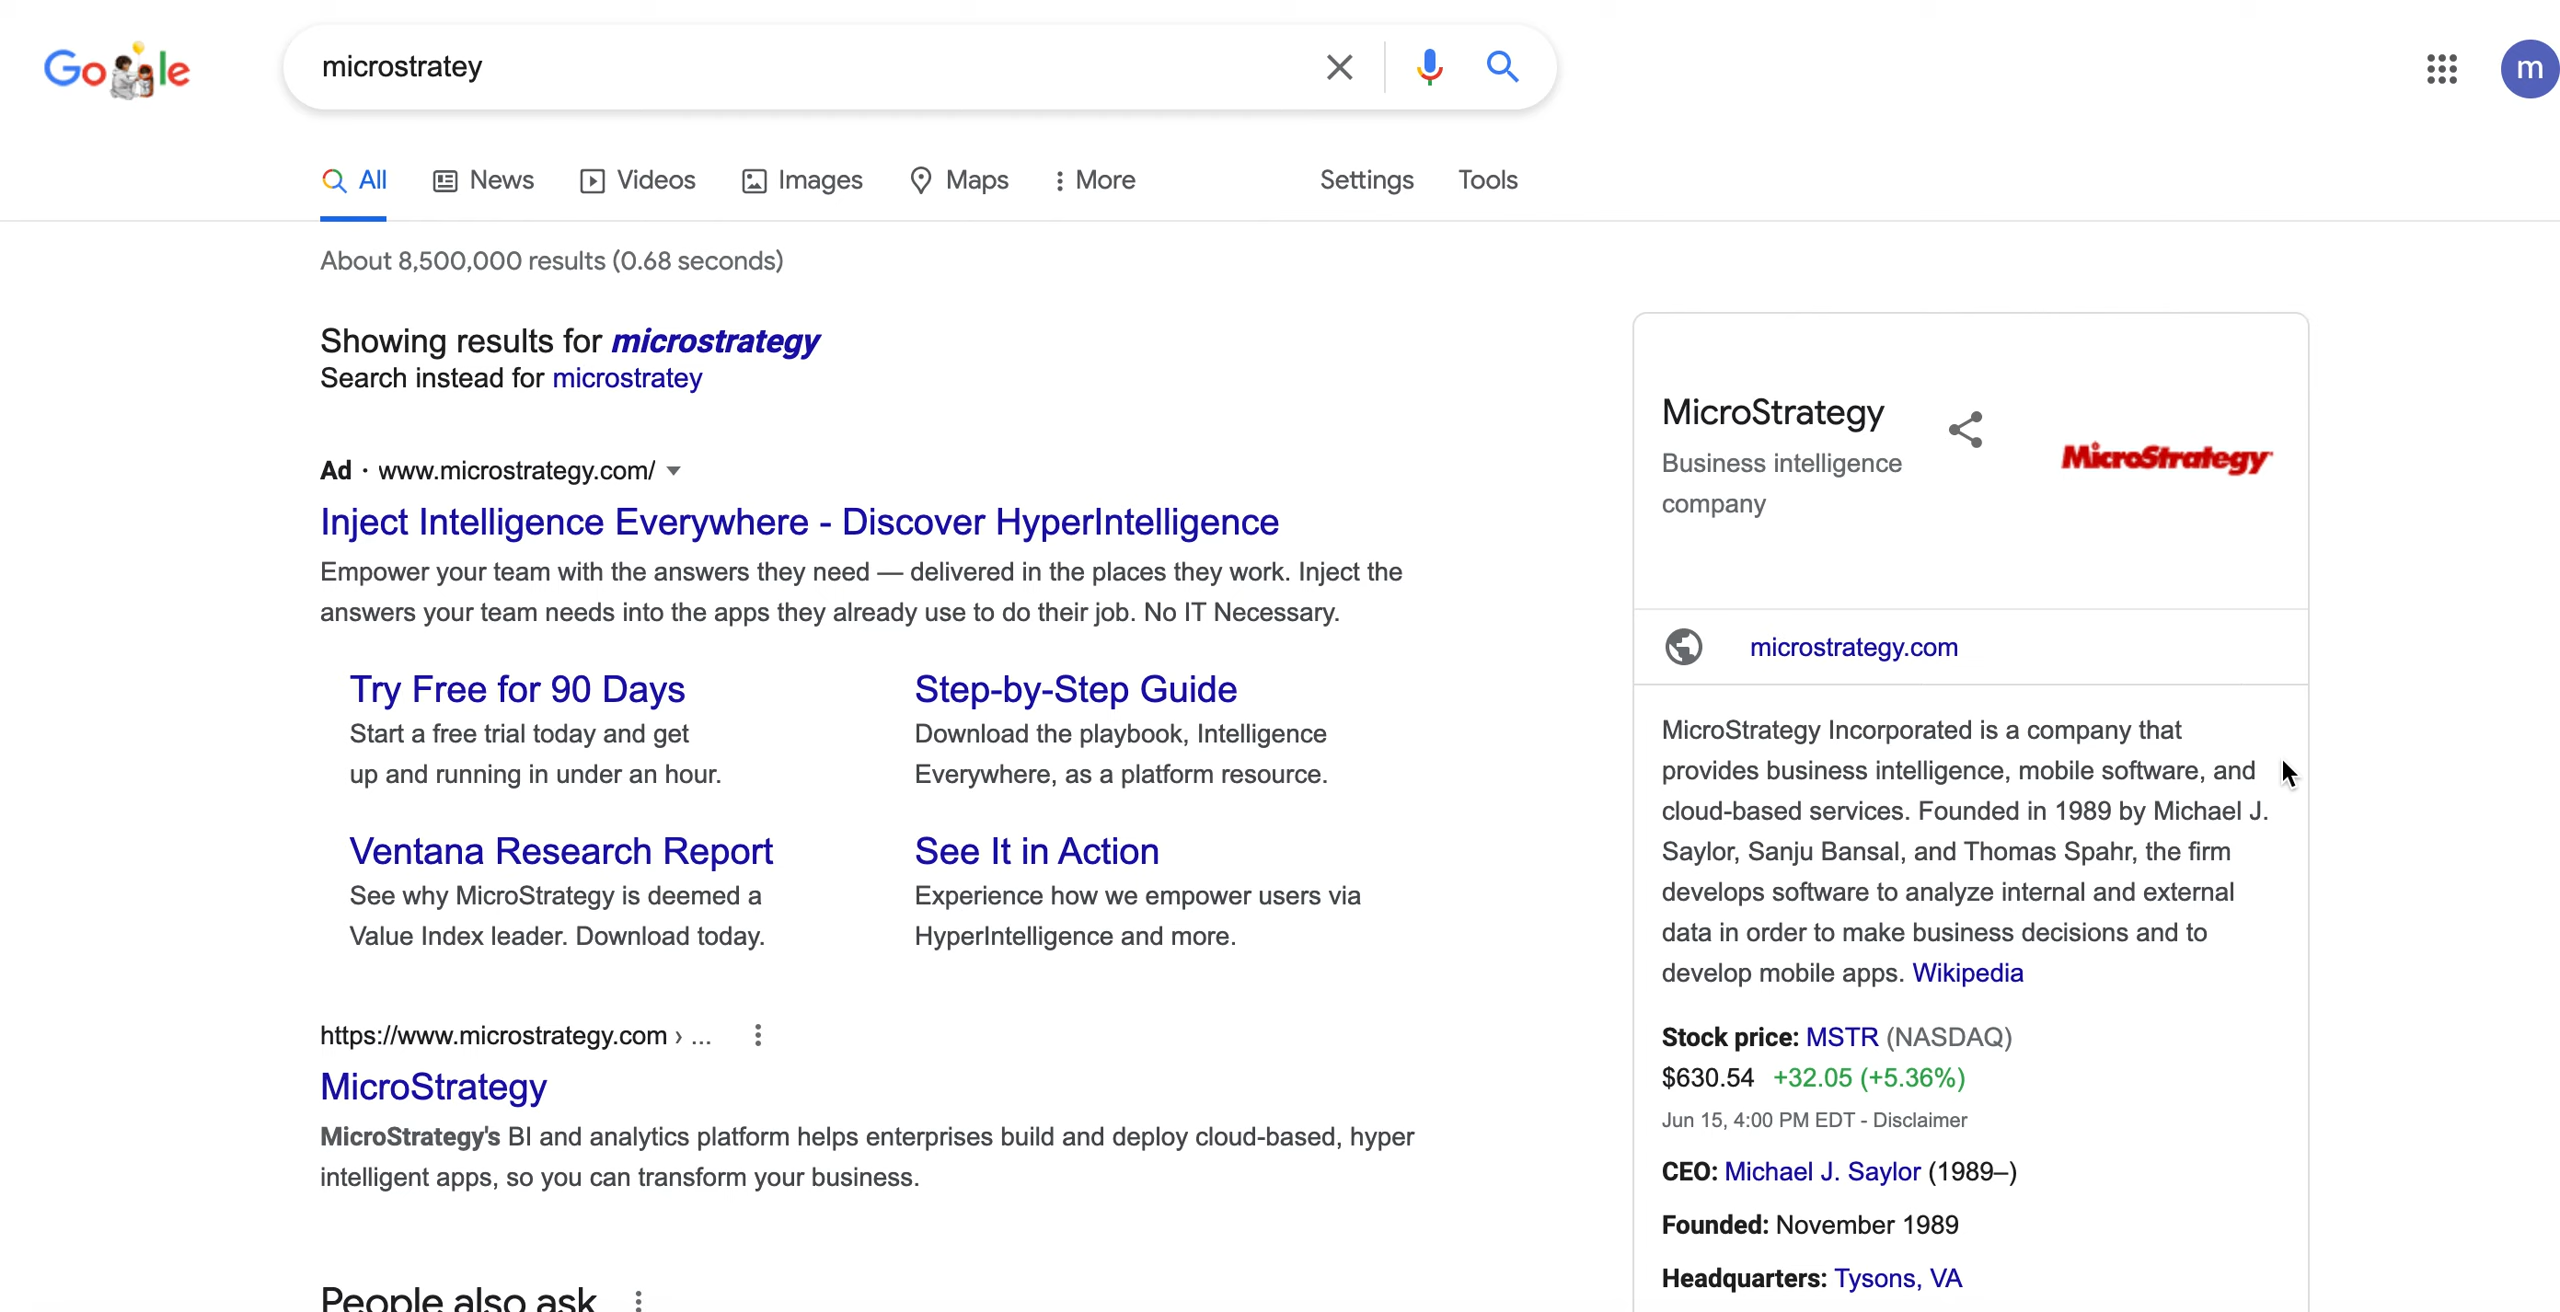 Google
microstratey
m
All
News
Videos
Images
Maps
More
Settings
Tools
About 8,500,000 results (0.68 seconds)
Showing results for microstrategy
Search instead for microstratey
Ad · www.microstrategy.com/
Inject Intelligence Everywhere - Discover HyperIntelligence
Empower your team with the answers they need — delivered in the places they work. Inject the
answers your team needs into the apps they already use to do their job. No IT Necessary.
Try Free for 90 Days
Start a free trial today and get
up and running in under an hour.
Step-by-Step Guide
Download the playbook, Intelligence
Everywhere, as a platform resource.
Ventana Research Report
See why MicroStrategy is deemed a
Value Index leader. Download today.
See It in Action
Experience how we empower users via
HyperIntelligence and more.
https://www.microstrategy.com › ...
MicroStrategy
MicroStrategy's BI and analytics platform helps enterprises build and deploy cloud-based, hyper
intelligent apps, so you can transform your business.
People also ask
MicroStrategy
Business intelligence
company
MicroStrategy
microstrategy.com
MicroStrategy Incorporated is a company that
provides business intelligence, mobile software, and
cloud-based services. Founded in 1989 by Michael J.
Saylor, Sanju Bansal, and Thomas Spahr, the firm
develops software to analyze internal and external
data in order to make business decisions and to
develop mobile apps. Wikipedia
Stock price: MSTR (NASDAQ)
$630.54 +32.05 (+5.36%)
Jun 15, 4:00 PM EDT - Disclaimer
CEO: Michael J. Saylor (1989–)
Founded: November 1989
Headquarters: Tysons, VA